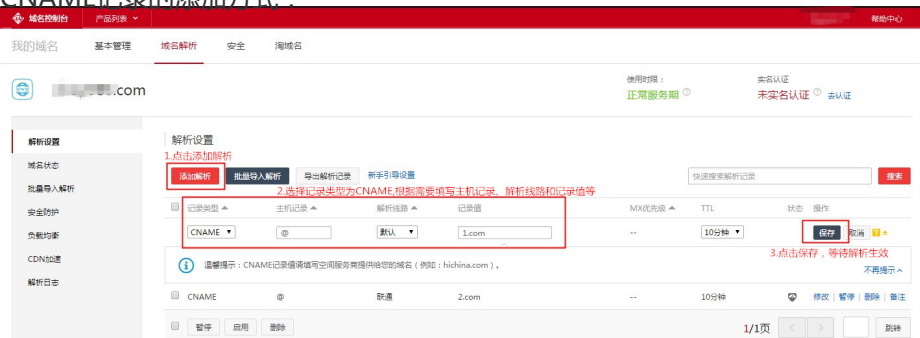 CNAME记录的添加方式：
域名控制台 产品列表 帮助中心
我的域名 基本管理 域名解析 安全 淘域名
.com
使用时限： 实名认证
正常服务期 未实名认证 去认证
解析设置
域名状态
批量导入解析
安全防护
负载均衡
CDN加速
解析日志
解析设置
1.点击添加解析
添加解析 批量导入解析 导出解析记录 新手引导设置 快速搜索解析记录 搜索
2.选择记录类型为CNAME,根据需要填写主机记录、解析线路和记录值等
记录类型 主机记录 解析线路 记录值 MX优先级 TTL 状态 操作
CNAME @ 默认 1.com -- 10分钟 保存 取消
3.点击保存，等待解析生效
温馨提示：CNAME记录值请填写空间服务商提供给您的域名（例如：hichina.com）。
不再提示
CNAME @ 联通 2.com -- 10分钟 修改 | 暂停 | 删除 | 备注
暂停 启用 删除 1/1页 < > 跳转